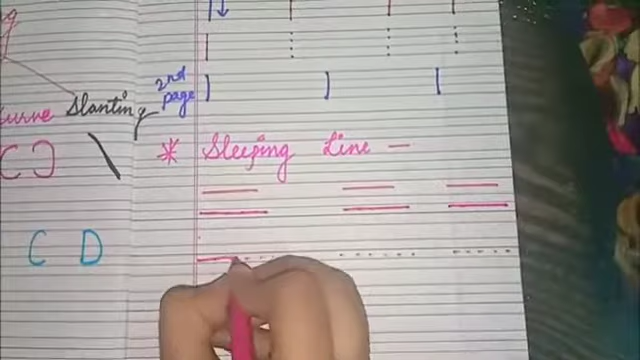 2nd
page
curve Slanting
* Sleeping Line —
C D